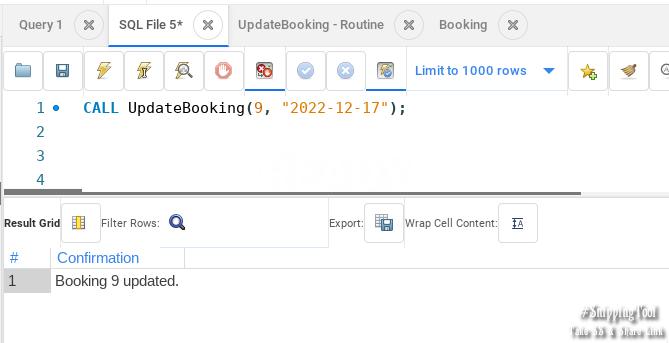 Query 1
SQL File 5*
UpdateBooking - Routine
Booking
Limit to 1000 rows
1 CALL UpdateBooking(9, "2022-12-17");
2
3
4
Result Grid Filter Rows: Export: Wrap Cell Content:
# Confirmation
1 Booking 9 updated.
#SnippingTool
Take SS & Share Link